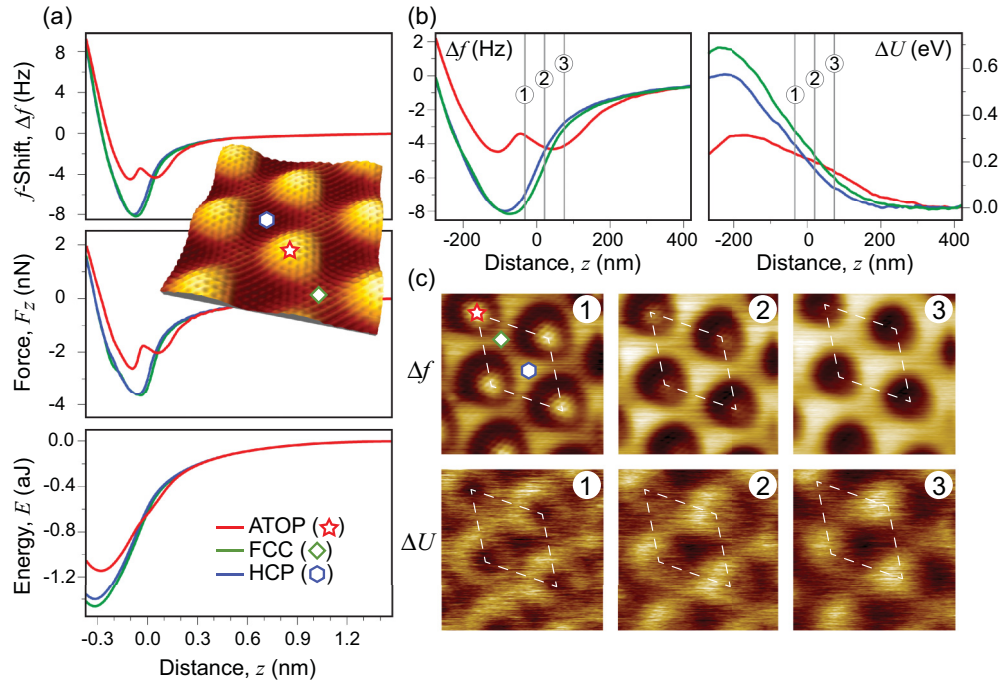 (a)
8
4
0
-4
-8
f-Shift, Δf (Hz)
2
0
-2
-4
Force, F_z (nN)
0.0
-0.4
-0.8
-1.2
Energy, E (aJ)
ATOP (☆)
FCC (◇)
HCP (⬡)
-0.3 0.0 0.3 0.6 0.9 1.2
Distance, z (nm)
(b)
Δf (Hz)
2
0
-2
-4
-6
-8
1
2
3
-200 0 200 400
Distance, z (nm)
ΔU (eV)
0.6
0.4
0.2
0.0
1
2
3
-200 0 200 400
Distance, z (nm)
(c)
Δf
1
2
3
ΔU
1
2
3